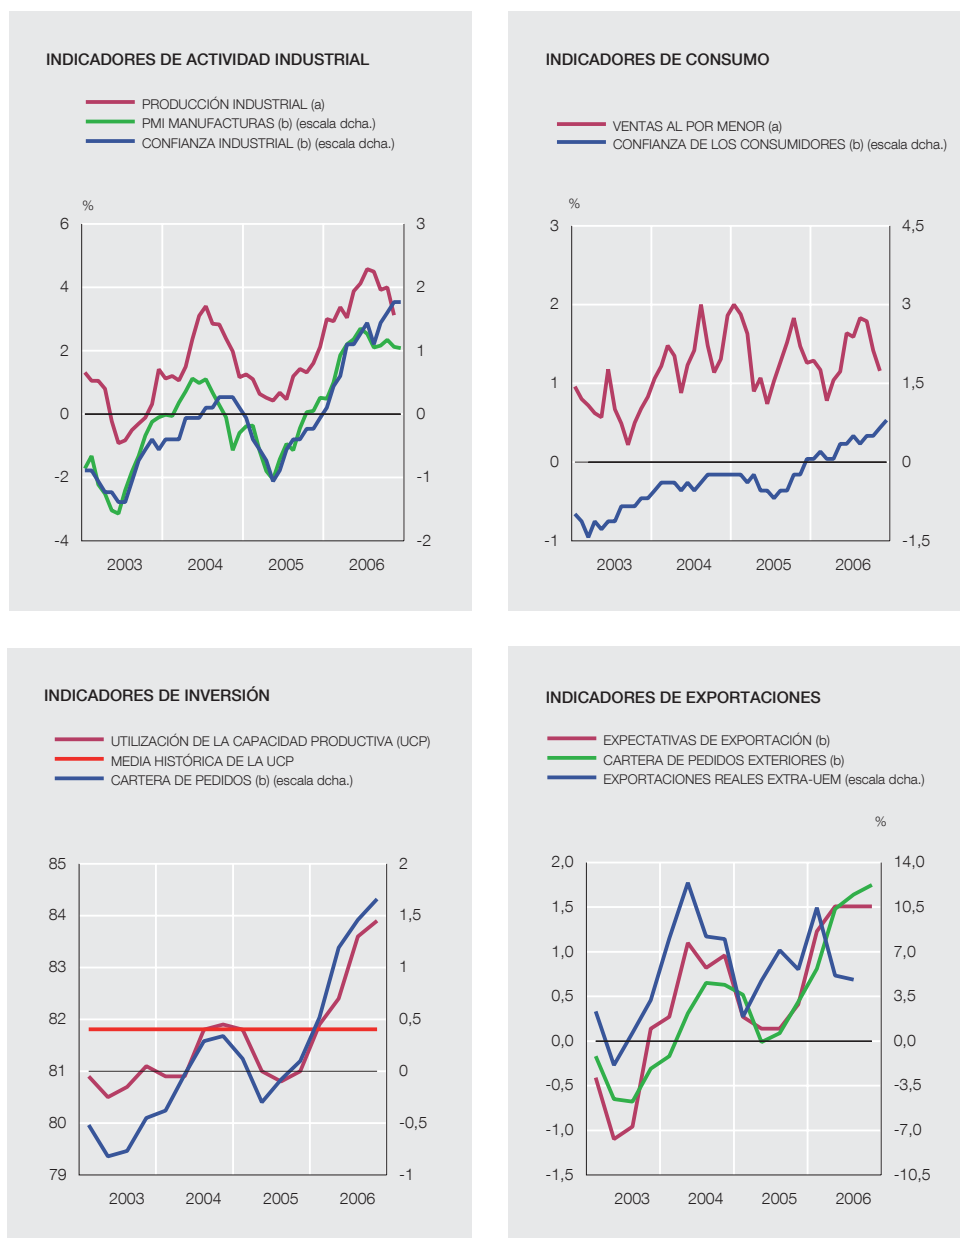 INDICADORES DE ACTIVIDAD INDUSTRIAL
PRODUCCIÓN INDUSTRIAL (a)
PMI MANUFACTURAS (b) (escala dcha.)
CONFIANZA INDUSTRIAL (b) (escala dcha.)
%
6 3
4 2
2 1
0 0
-2 -1
-4 -2
2003 2004 2005 2006
INDICADORES DE CONSUMO
VENTAS AL POR MENOR (a)
CONFIANZA DE LOS CONSUMIDORES (b) (escala dcha.)
%
3 4,5
2 3
1 1,5
0 0
-1 -1,5
2003 2004 2005 2006
INDICADORES DE INVERSIÓN
UTILIZACIÓN DE LA CAPACIDAD PRODUCTIVA (UCP)
MEDIA HISTÓRICA DE LA UCP
CARTERA DE PEDIDOS (b) (escala dcha.)
85 2
84 1,5
83 1
82 0,5
81 0
80 -0,5
79 -1
2003 2004 2005 2006
INDICADORES DE EXPORTACIONES
EXPECTATIVAS DE EXPORTACIÓN (b)
CARTERA DE PEDIDOS EXTERIORES (b)
EXPORTACIONES REALES EXTRA-UEM (escala dcha.)
%
2,0 14,0
1,5 10,5
1,0 7,0
0,5 3,5
0,0 0,0
-0,5 -3,5
-1,0 -7,0
-1,5 -10,5
2003 2004 2005 2006